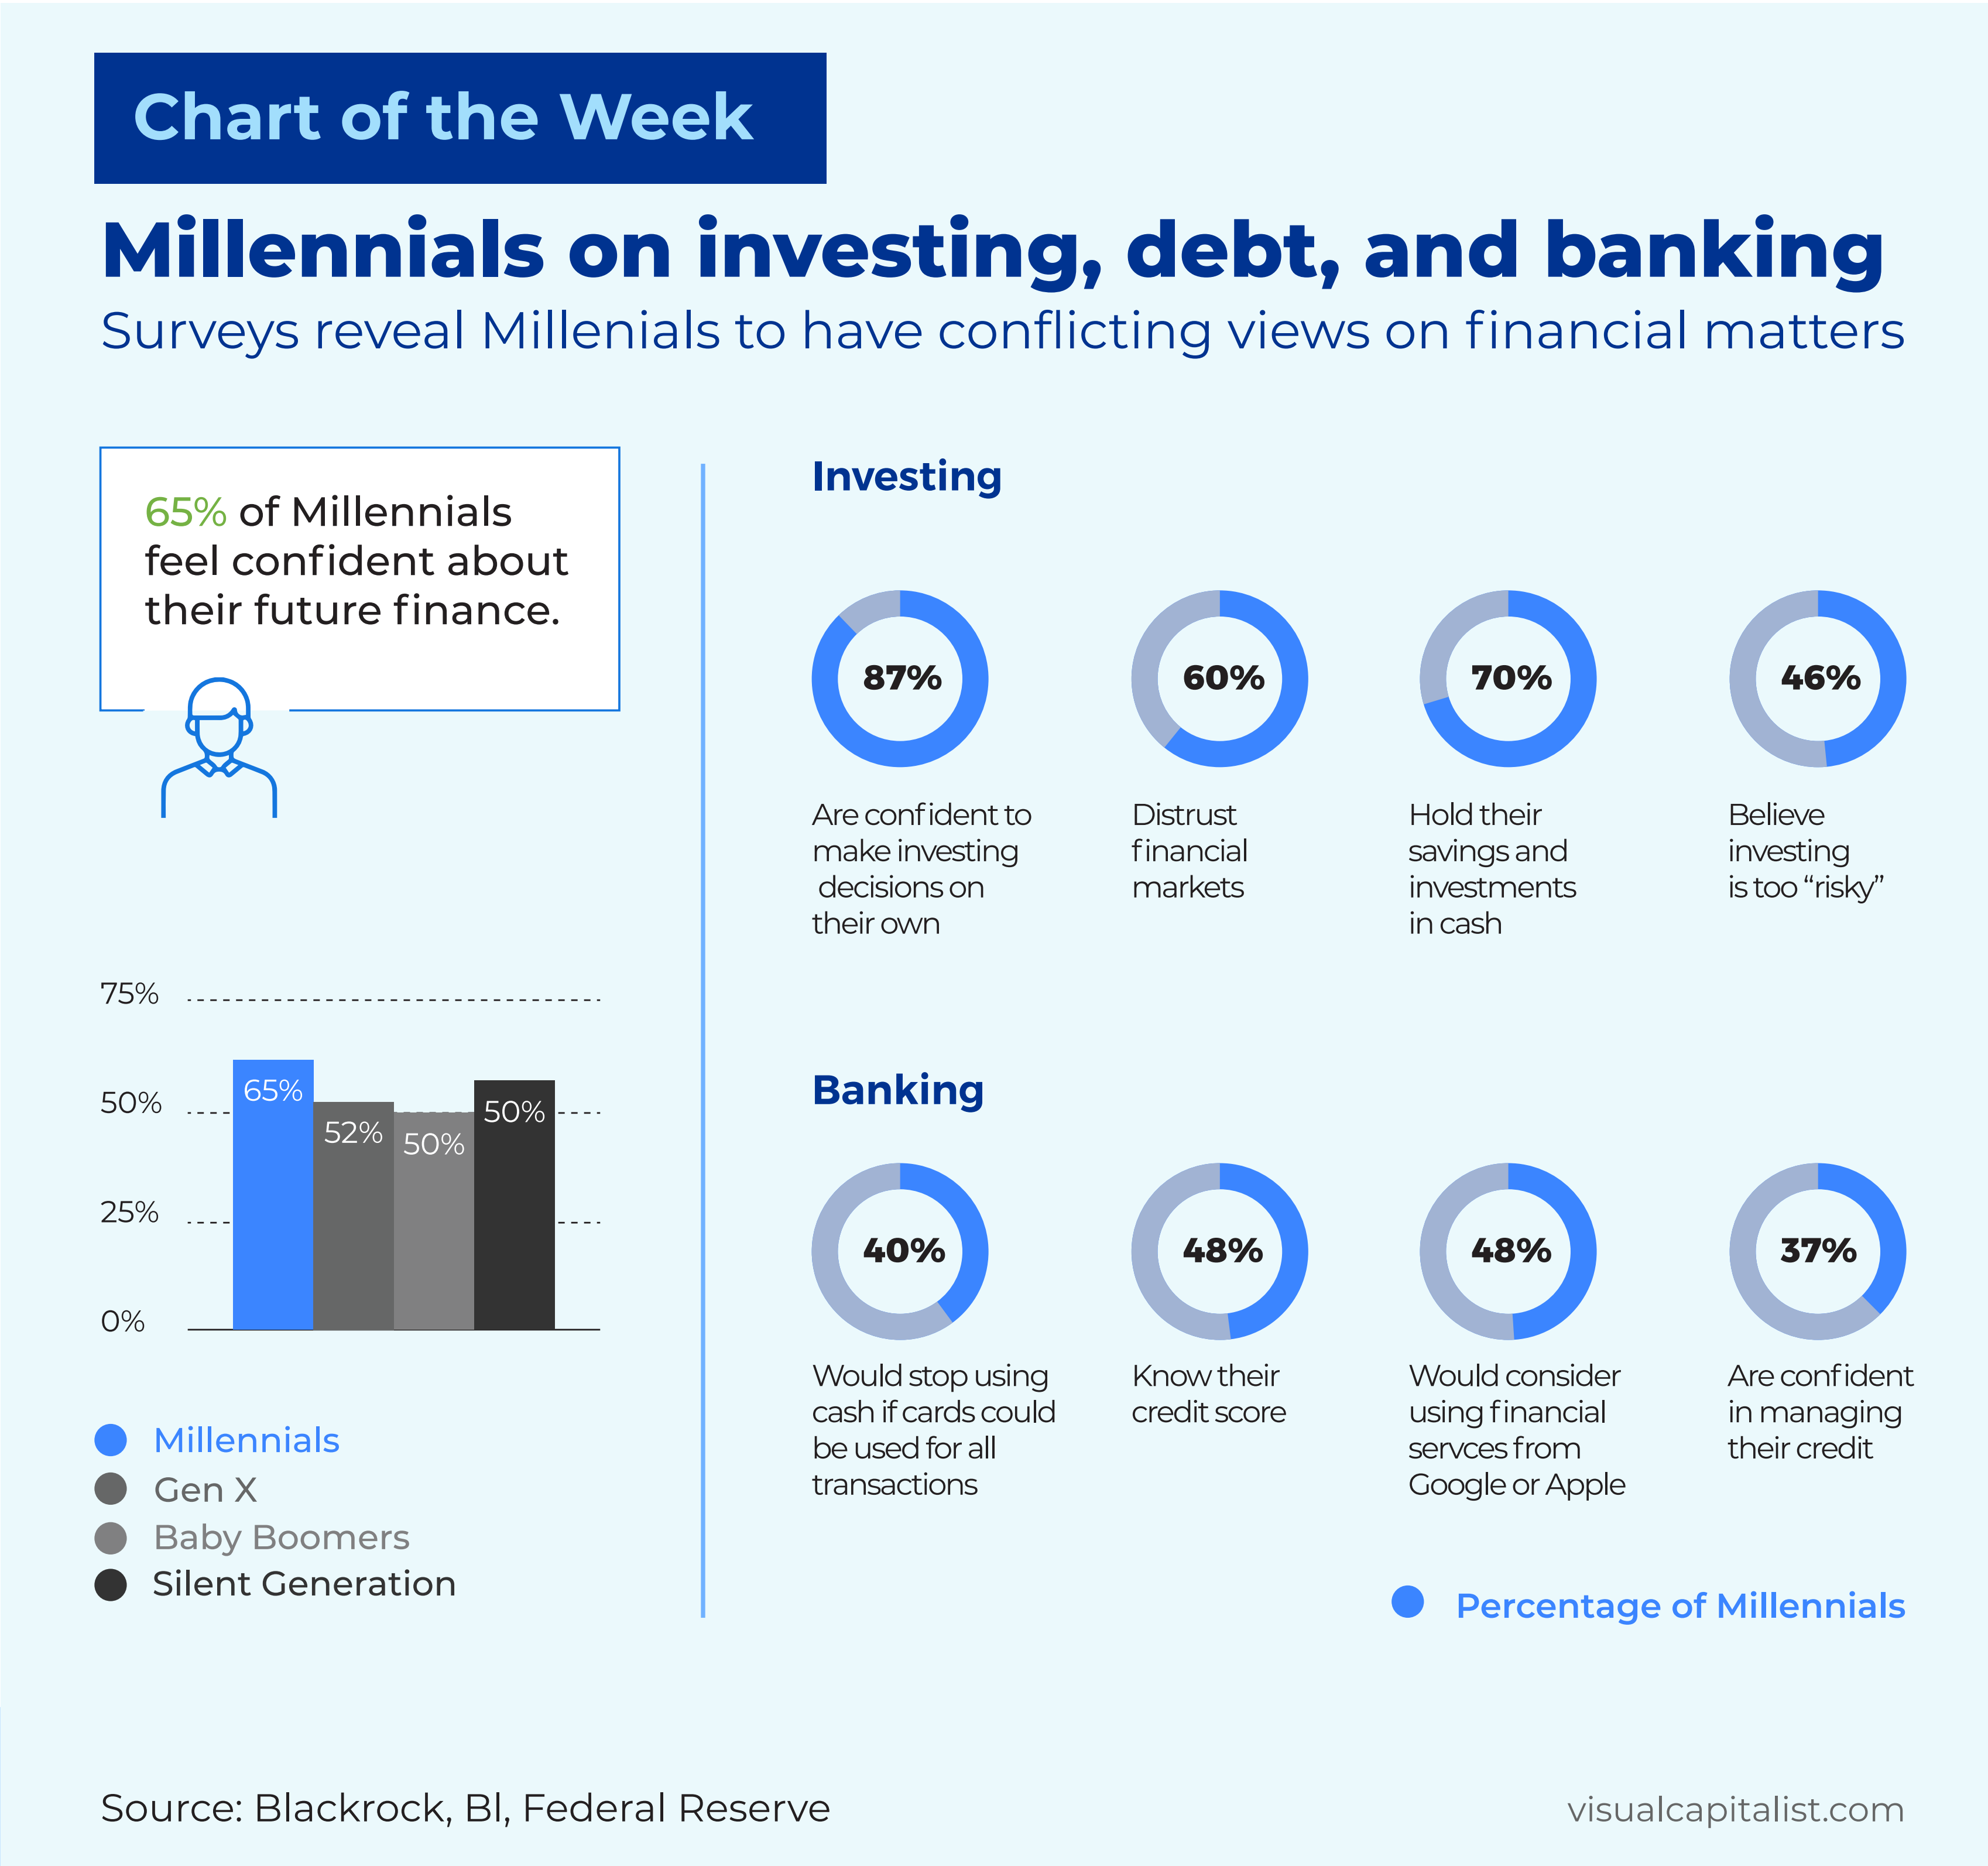 Chart of the Week
Millennials on investing, debt, and banking
Surveys reveal Millenials to have conflicting views on financial matters
65% of Millennials
feel confident about
their future finance.
75%
50%
25%
0%
65%
52%
50%
50%
Millennials
Gen X
Baby Boomers
Silent Generation
Investing
87%
Are confident to
make investing
decisions on
their own
60%
Distrust
financial
markets
70%
Hold their
savings and
investments
in cash
46%
Believe
investing
is too “risky”
Banking
40%
Would stop using
cash if cards could
be used for all
transactions
48%
Know their
credit score
48%
Would consider
using financial
servces from
Google or Apple
37%
Are confident
in managing
their credit
Percentage of Millennials
Source: Blackrock, Bl, Federal Reserve
visualcapitalist.com